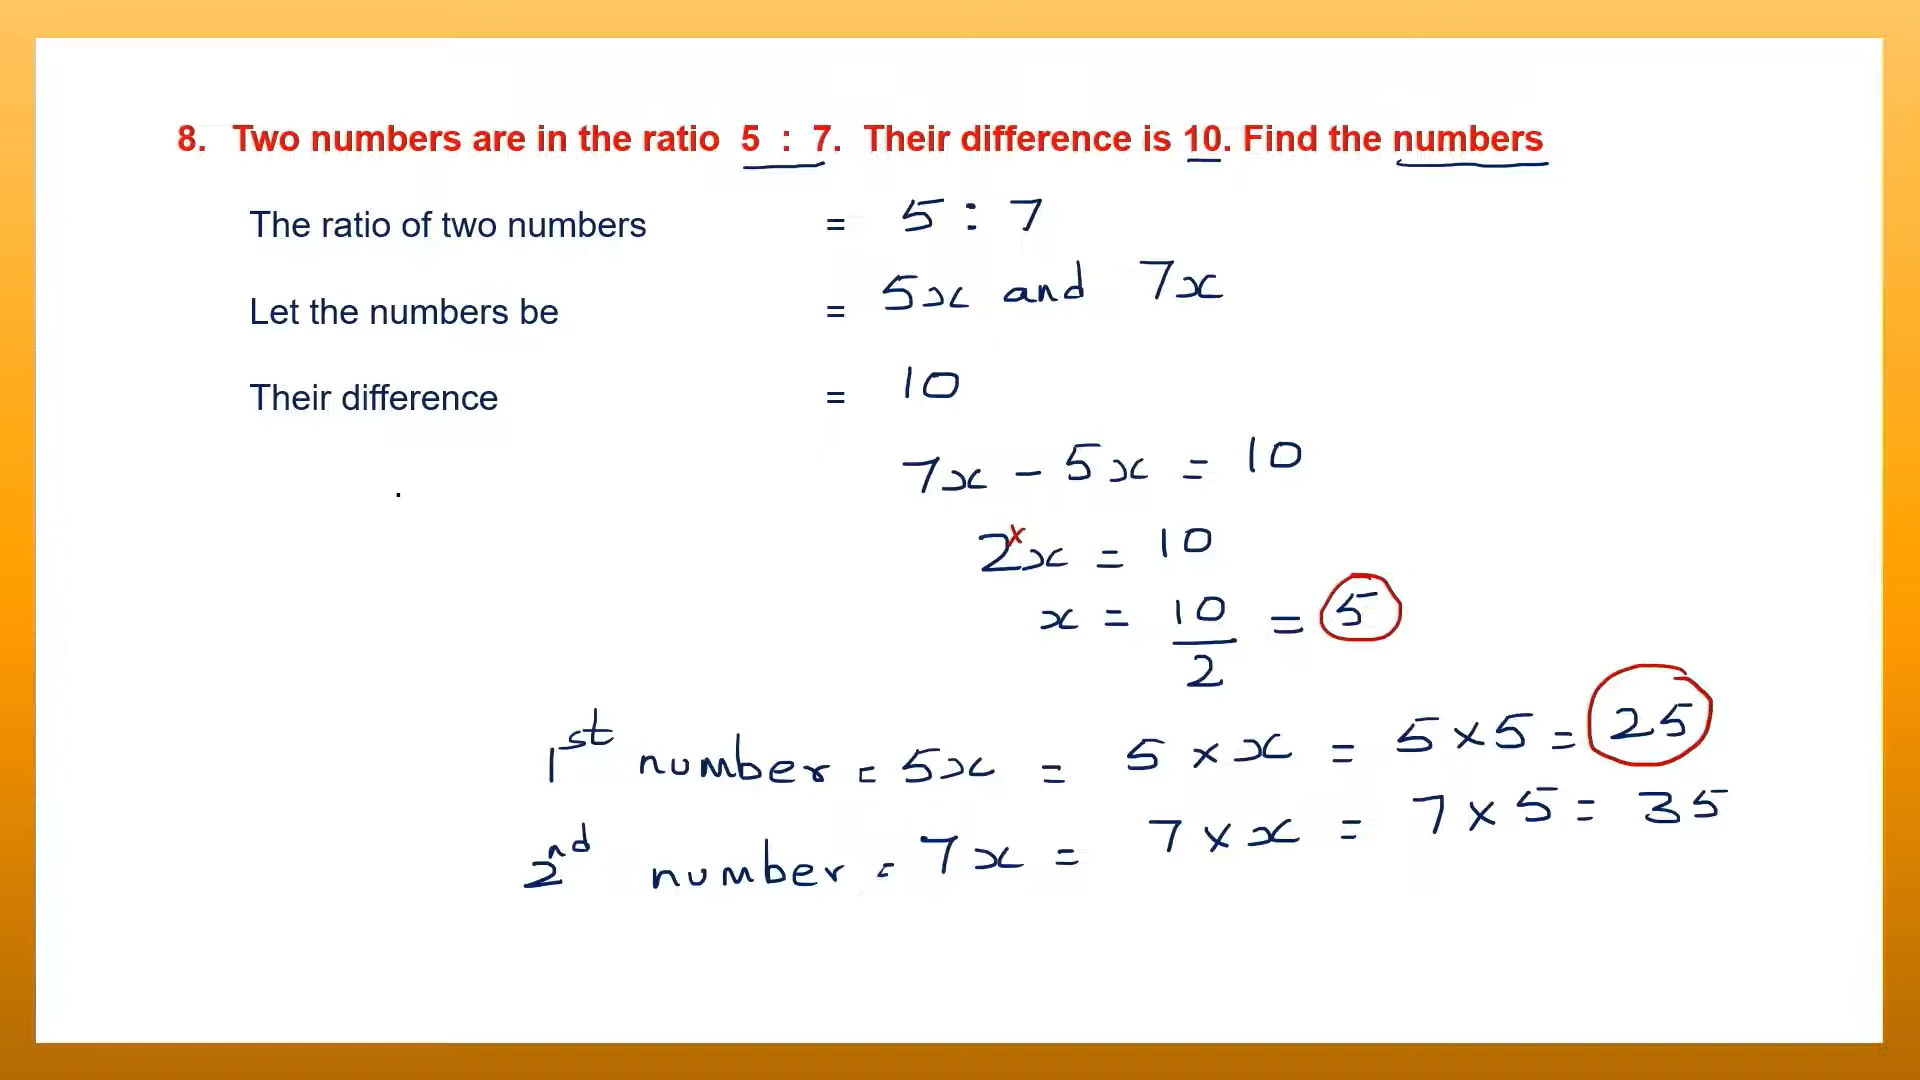 8. Two numbers are in the ratio 5 : 7. Their difference is 10. Find the numbers
The ratio of two numbers = 5 : 7
Let the numbers be = 5x and 7x
Their difference = 10
7x - 5x = 10
2 x x = 10
x = 10/2 = 5
1st number = 5x = 5 × x = 5 × 5 = 25
2nd number = 7x = 7 × x = 7 × 5 = 35